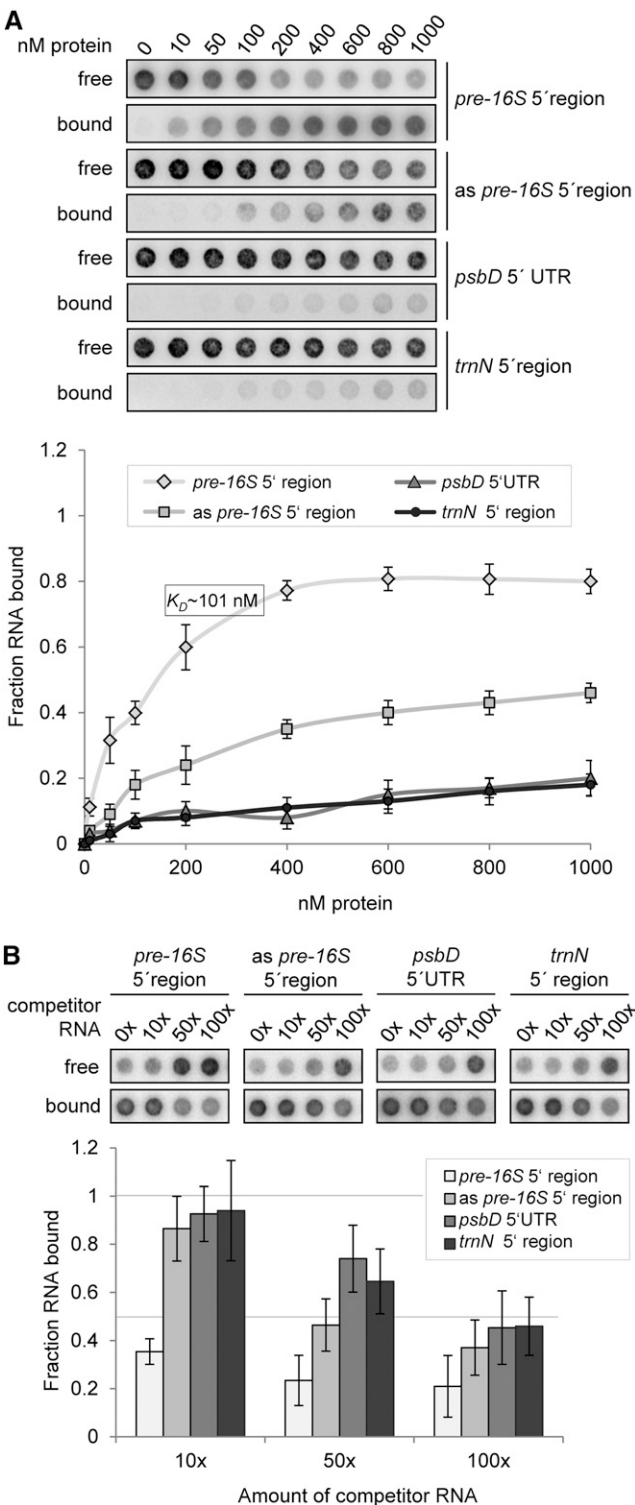 A
nM protein 0 10 50 100 200 400 600 800 1000
free
bound
pre-16S 5´region
free
bound
as pre-16S 5´region
free
bound
psbD 5´ UTR
free
bound
trnN 5´region
1.2
1
0.8
0.6
0.4
0.2
0
Fraction RNA bound
pre-16S 5‘ region
psbD 5‘UTR
as pre-16S 5‘ region
trnN 5‘ region
KD~101 nM
0 200 400 600 800 1000
nM protein
B
pre-16S
5´region
as pre-16S
5´region
psbD
5´UTR
trnN
5´ region
competitor
RNA
0x 10x 50x 100x
0x 10x 50x 100x
0x 10x 50x 100x
0x 10x 50x 100x
free
bound
1.2
1
0.8
0.6
0.4
0.2
0
Fraction RNA bound
pre-16S 5‘ region
as pre-16S 5‘ region
psbD 5‘UTR
trnN 5‘ region
10x 50x 100x
Amount of competitor RNA